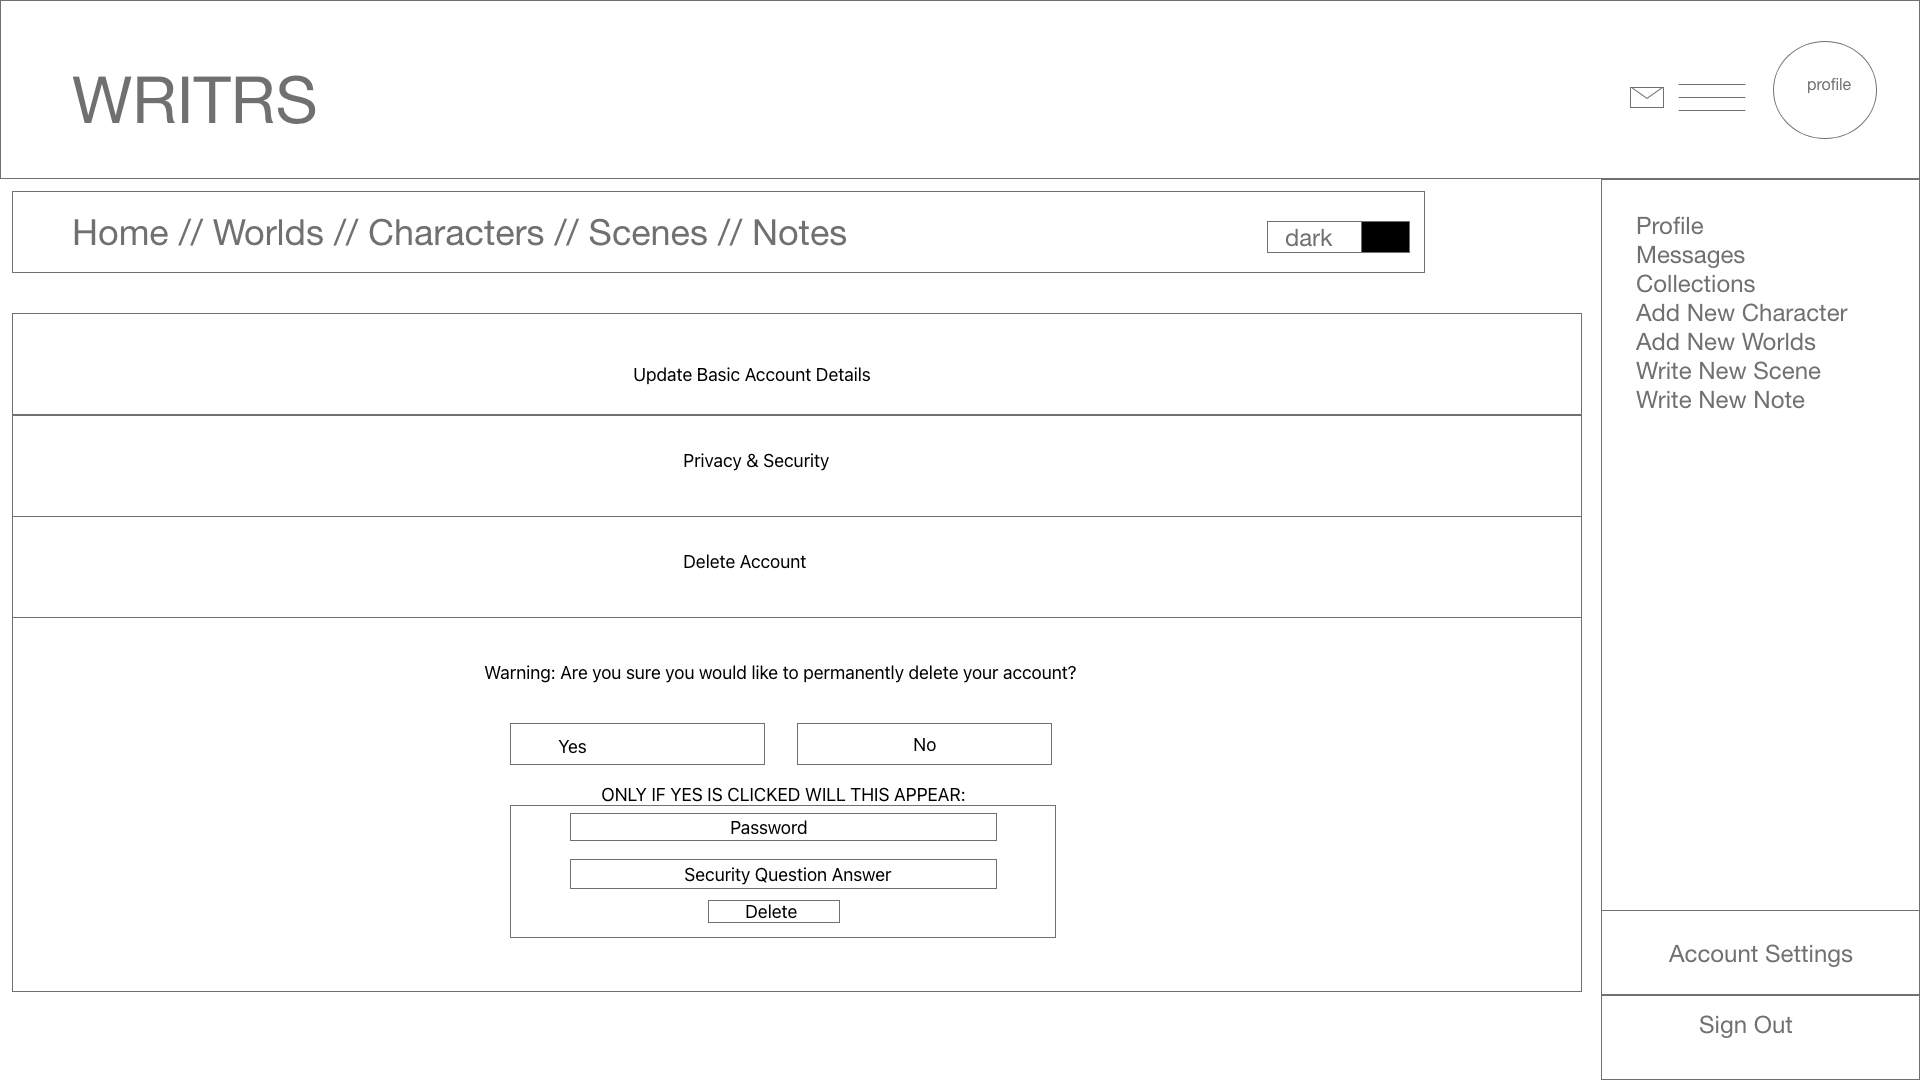 WRITRS
profile
Home // Worlds // Characters // Scenes // Notes
dark
Profile
Messages
Collections
Add New Character
Add New Worlds
Write New Scene
Write New Note
Update Basic Account Details
Privacy & Security
Delete Account
Warning: Are you sure you would like to permanently delete your account?
Yes
No
ONLY IF YES IS CLICKED WILL THIS APPEAR:
Password
Security Question Answer
Delete
Account Settings
Sign Out